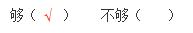 够（ √ ）　不够（　）